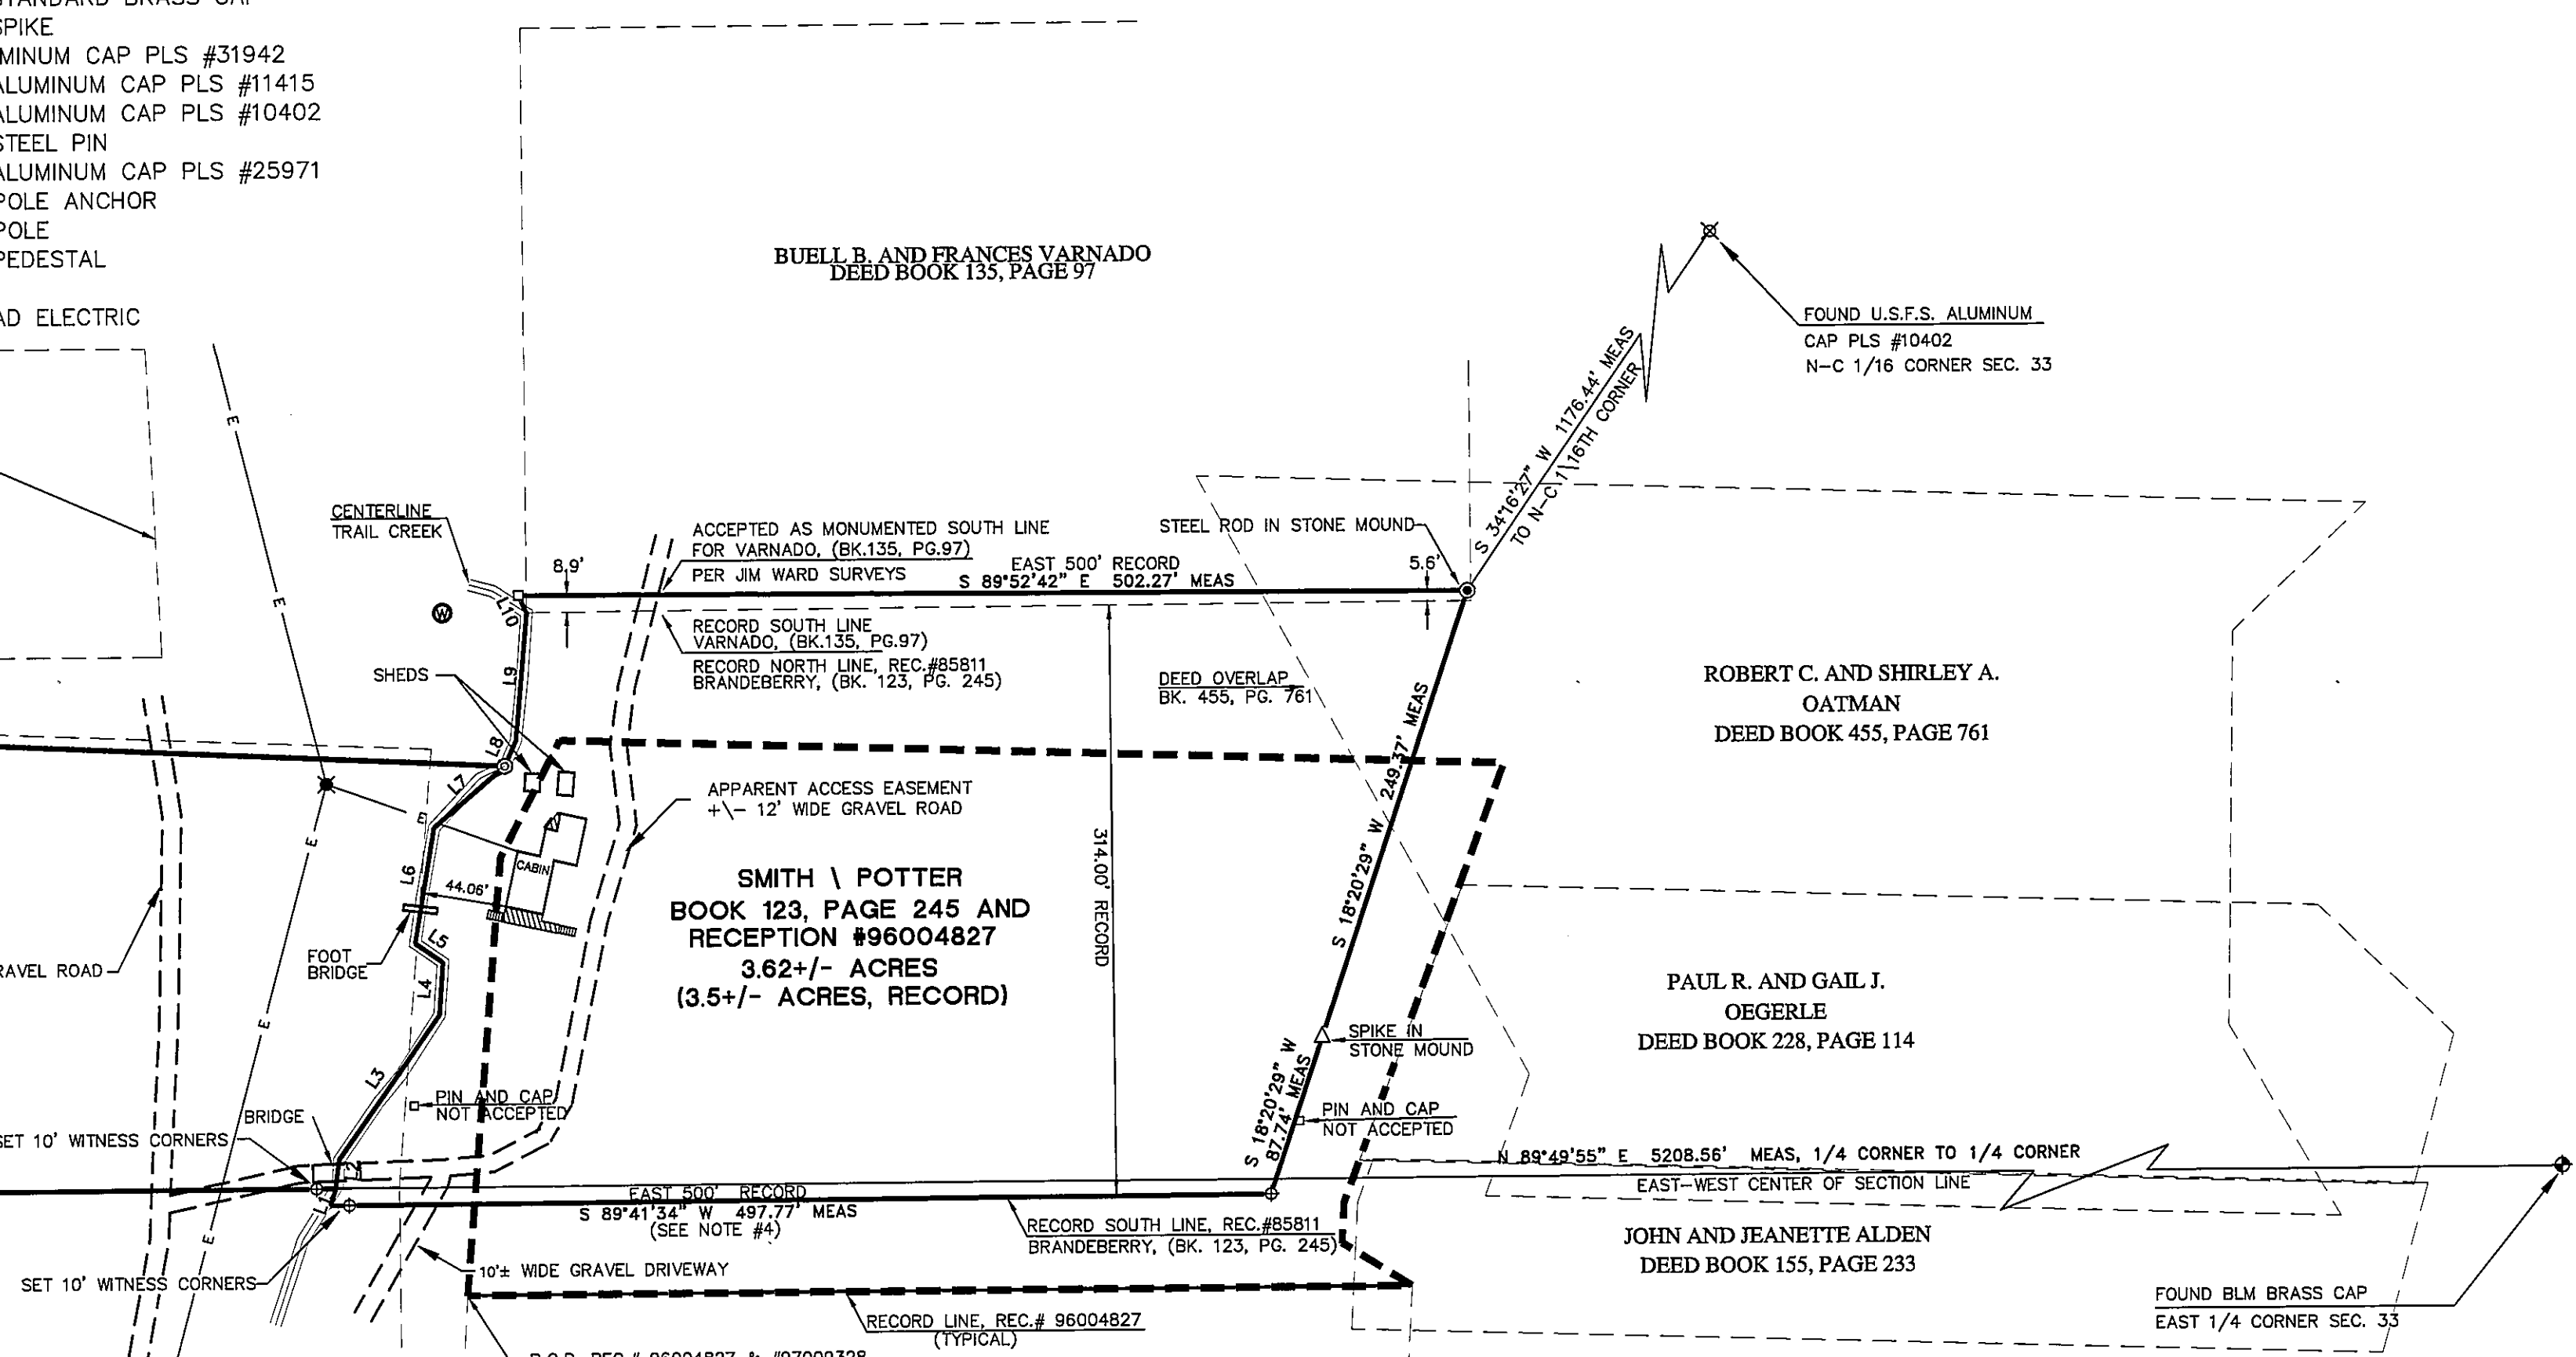 STANDARD BRASS CAP
SPIKE
MINUM CAP PLS #31942
ALUMINUM CAP PLS #11415
ALUMINUM CAP PLS #10402
STEEL PIN
ALUMINUM CAP PLS #25971
POLE ANCHOR
POLE
PEDESTAL
AD ELECTRIC
BUELL B. AND FRANCES VARNADO
DEED BOOK 135, PAGE 97
FOUND U.S.F.S. ALUMINUM
CAP PLS #10402
N-C 1/16 CORNER SEC. 33
S 34°16'27" W 1176.44' MEAS
TO N-C 1\16TH CORNER
E
E
CENTERLINE
TRAIL CREEK
ACCEPTED AS MONUMENTED SOUTH LINE
FOR VARNADO, (BK.135, PG.97)
PER JIM WARD SURVEYS
STEEL ROD IN STONE MOUND
8.9'
EAST 500' RECORD
S 89°52'42" E 502.27' MEAS
5.6'
L10
W
RECORD SOUTH LINE
VARNADO, (BK.135, PG.97)
RECORD NORTH LINE, REC.#85811
BRANDEBERRY, (BK. 123, PG. 245)
SHEDS
L9
DEED OVERLAP
BK. 455, PG. 761
ROBERT C. AND SHIRLEY A.
OATMAN
DEED BOOK 455, PAGE 761
L8
L7
APPARENT ACCESS EASEMENT
+\- 12' WIDE GRAVEL ROAD
S 18°20'29" W 249.37' MEAS
E
E
CABIN
L6
44.06'
314.00' RECORD
SMITH \ POTTER
BOOK 123, PAGE 245 AND
RECEPTION #96004827
3.62+/- ACRES
(3.5+/- ACRES, RECORD)
L5
FOOT
BRIDGE
RAVEL ROAD
L4
E
PAUL R. AND GAIL J.
OEGERLE
DEED BOOK 228, PAGE 114
SPIKE IN
STONE MOUND
S 18°20'29" W
87.74' MEAS
L3
PIN AND CAP
NOT ACCEPTED
PIN AND CAP
NOT ACCEPTED
BRIDGE
SET 10' WITNESS CORNERS
L2
N 89°49'55" E 5208.56' MEAS, 1/4 CORNER TO 1/4 CORNER
EAST-WEST CENTER OF SECTION LINE
L1
EAST 500' RECORD
S 89°41'34" W 497.77' MEAS
(SEE NOTE #4)
RECORD SOUTH LINE, REC.#85811
BRANDEBERRY, (BK. 123, PG. 245)
JOHN AND JEANETTE ALDEN
DEED BOOK 155, PAGE 233
E
SET 10' WITNESS CORNERS
10'± WIDE GRAVEL DRIVEWAY
FOUND BLM BRASS CAP
EAST 1/4 CORNER SEC. 33
RECORD LINE, REC.# 96004827
(TYPICAL)